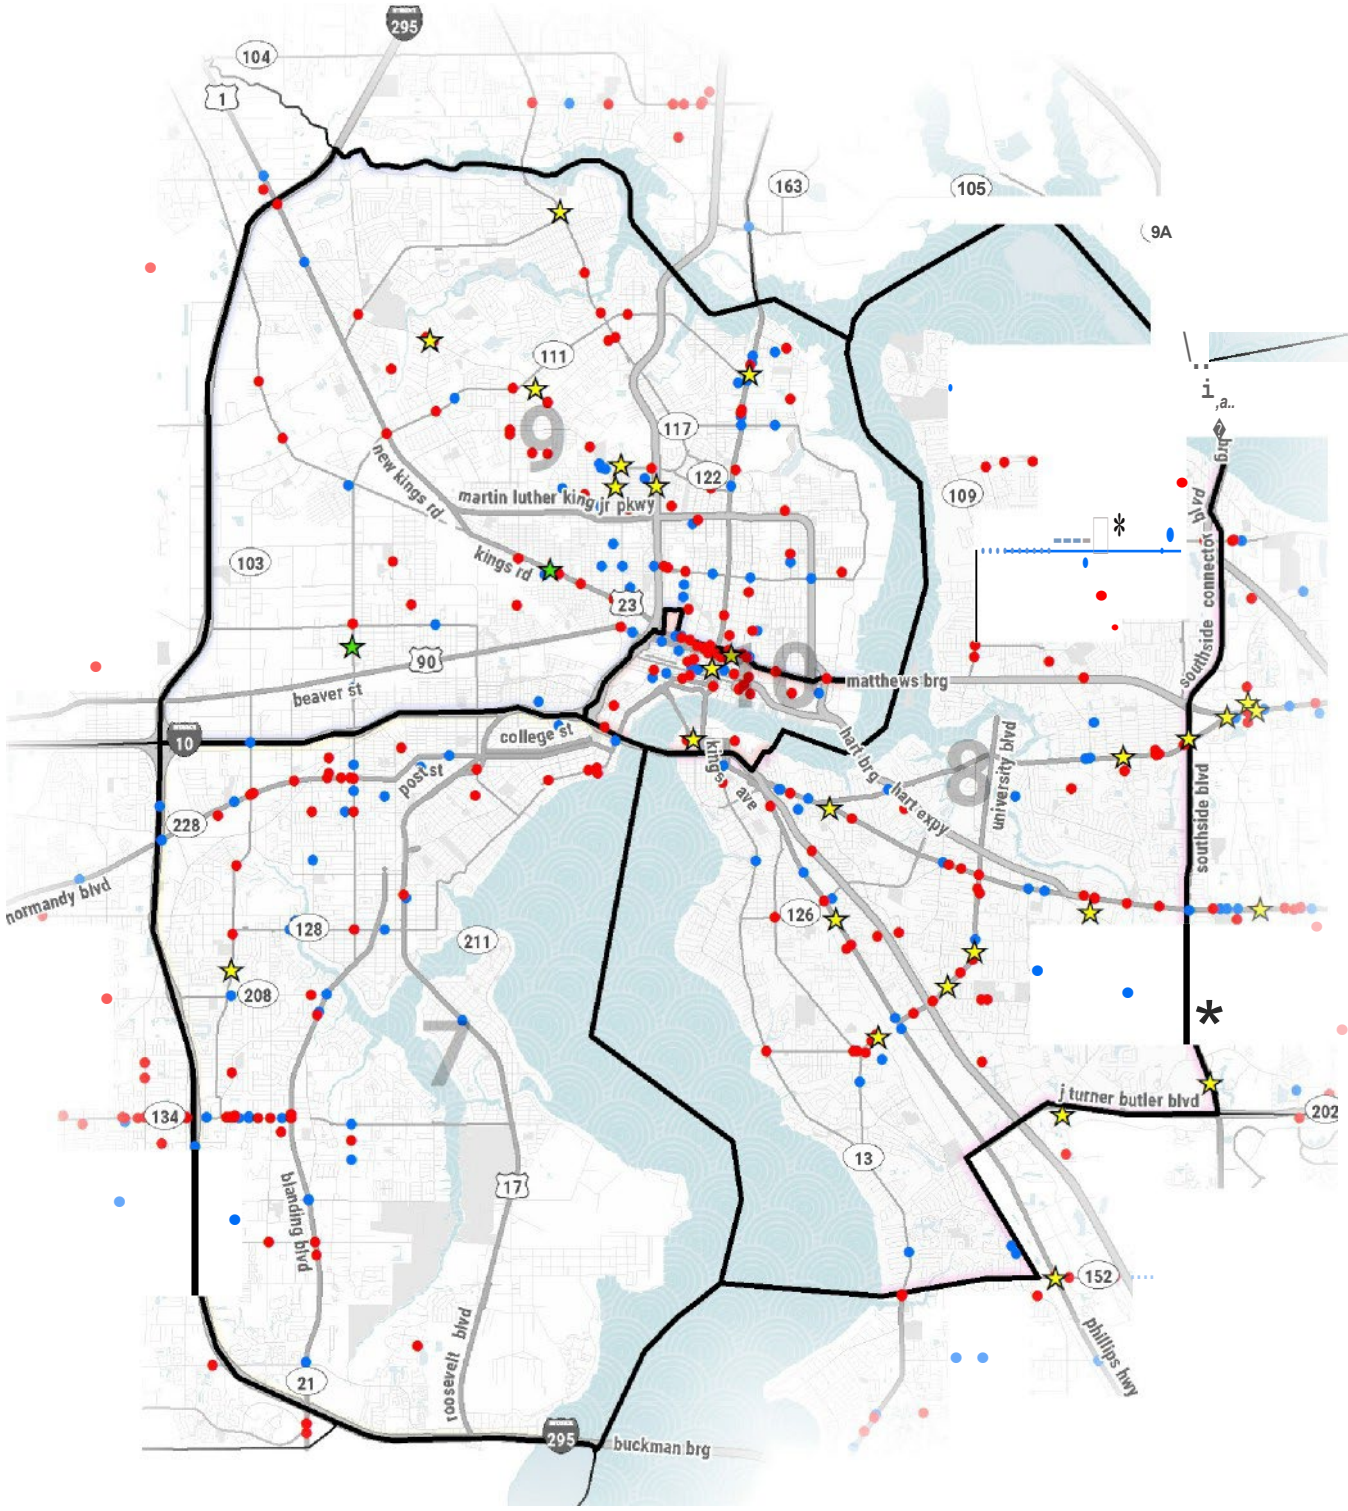 295
104
1
163
105
9A
i
,a..
brg
111
9
117
122
new kings rd
martin luther king jr pkwy
109
*
southside connector blvd
103
kings rd
23
90
beaver st
10
matthews brg
10
college st
kings ave
post st
hart brg
8
university blvd
hart expy
southside blvd
228
normandy blvd
126
128
211
208
7
*
134
j turner butler blvd
202
13
17
blanding blvd
152
phillips hwy
roosevelt blvd
21
295
buckman brg